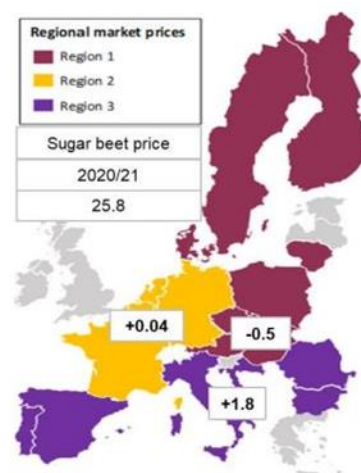 Regional market prices
Region 1
Region 2
Region 3
Sugar beet price
2020/21
25.8
+0.04
-0.5
+1.8